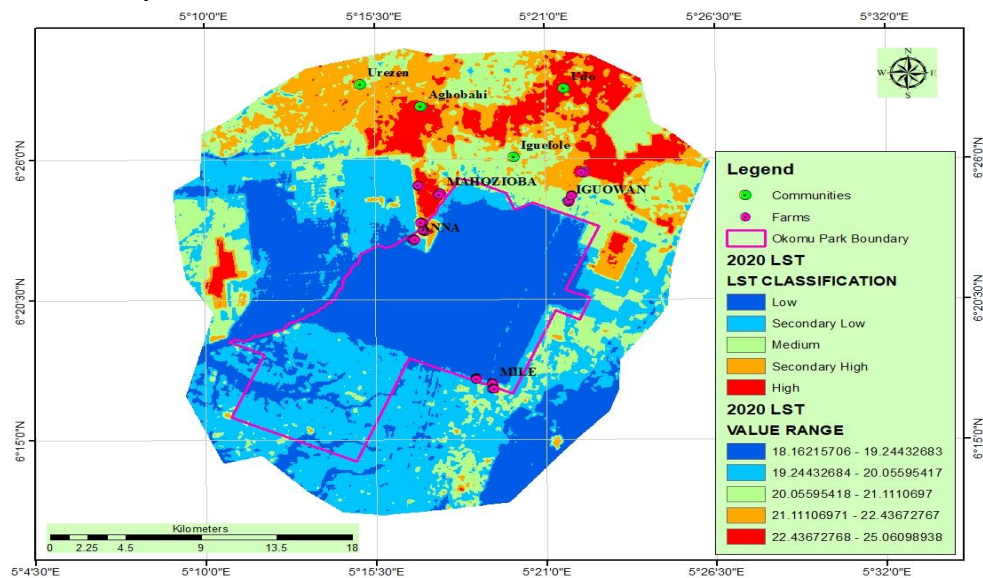 5°10'0"E 5°15'30"E 5°21'0"E 5°26'30"E 5°32'0"E
N
W E
S
Urezen
Udo
Aghobahi
Iguefole
6°26'0"N 6°26'0"N
MAHOZIOBA
IGUOWAN
ANNA
6°20'30"N 6°20'30"N
MILE
6°15'0"N 6°15'0"N
Legend
Communities
Farms
Okomu Park Boundary
2020 LST
LST CLASSIFICATION
Low
Secondary Low
Medium
Secondary High
High
2020 LST
VALUE RANGE
18.16215706 - 19.24432683
19.24432684 - 20.05595417
20.05595418 - 21.1110697
21.11106971 - 22.43672767
22.43672768 - 25.06098938
Kilometers
0 2.25 4.5 9 13.5 18
5°4'30"E 5°10'0"E 5°15'30"E 5°21'0"E 5°26'30"E 5°32'0"E